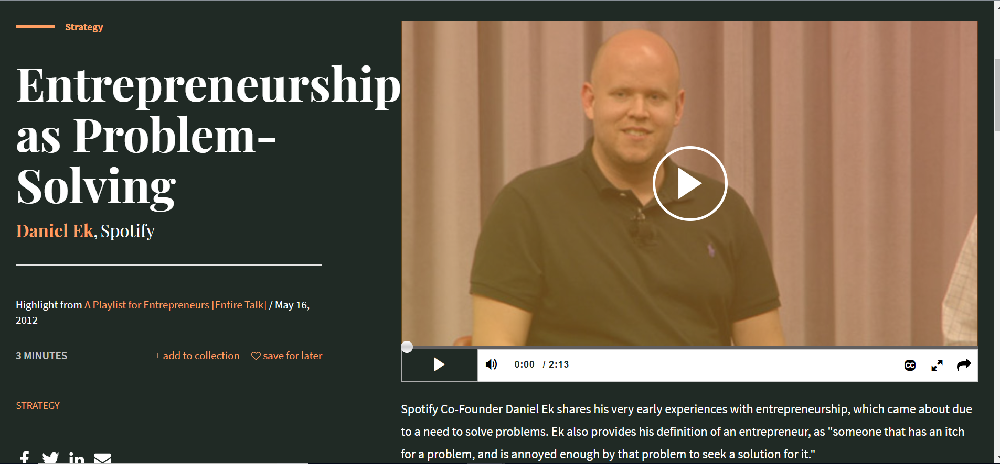 Strategy
Entrepreneurship
as Problem-
Solving
Daniel Ek, Spotify
Highlight from A Playlist for Entrepreneurs [Entire Talk] / May 16,
2012
3 MINUTES
+ add to collection
save for later
STRATEGY
0:00 / 2:13
CC
Spotify Co-Founder Daniel Ek shares his very early experiences with entrepreneurship, which came about due
to a need to solve problems. Ek also provides his definition of an entrepreneur, as "someone that has an itch
for a problem, and is annoyed enough by that problem to seek a solution for it."